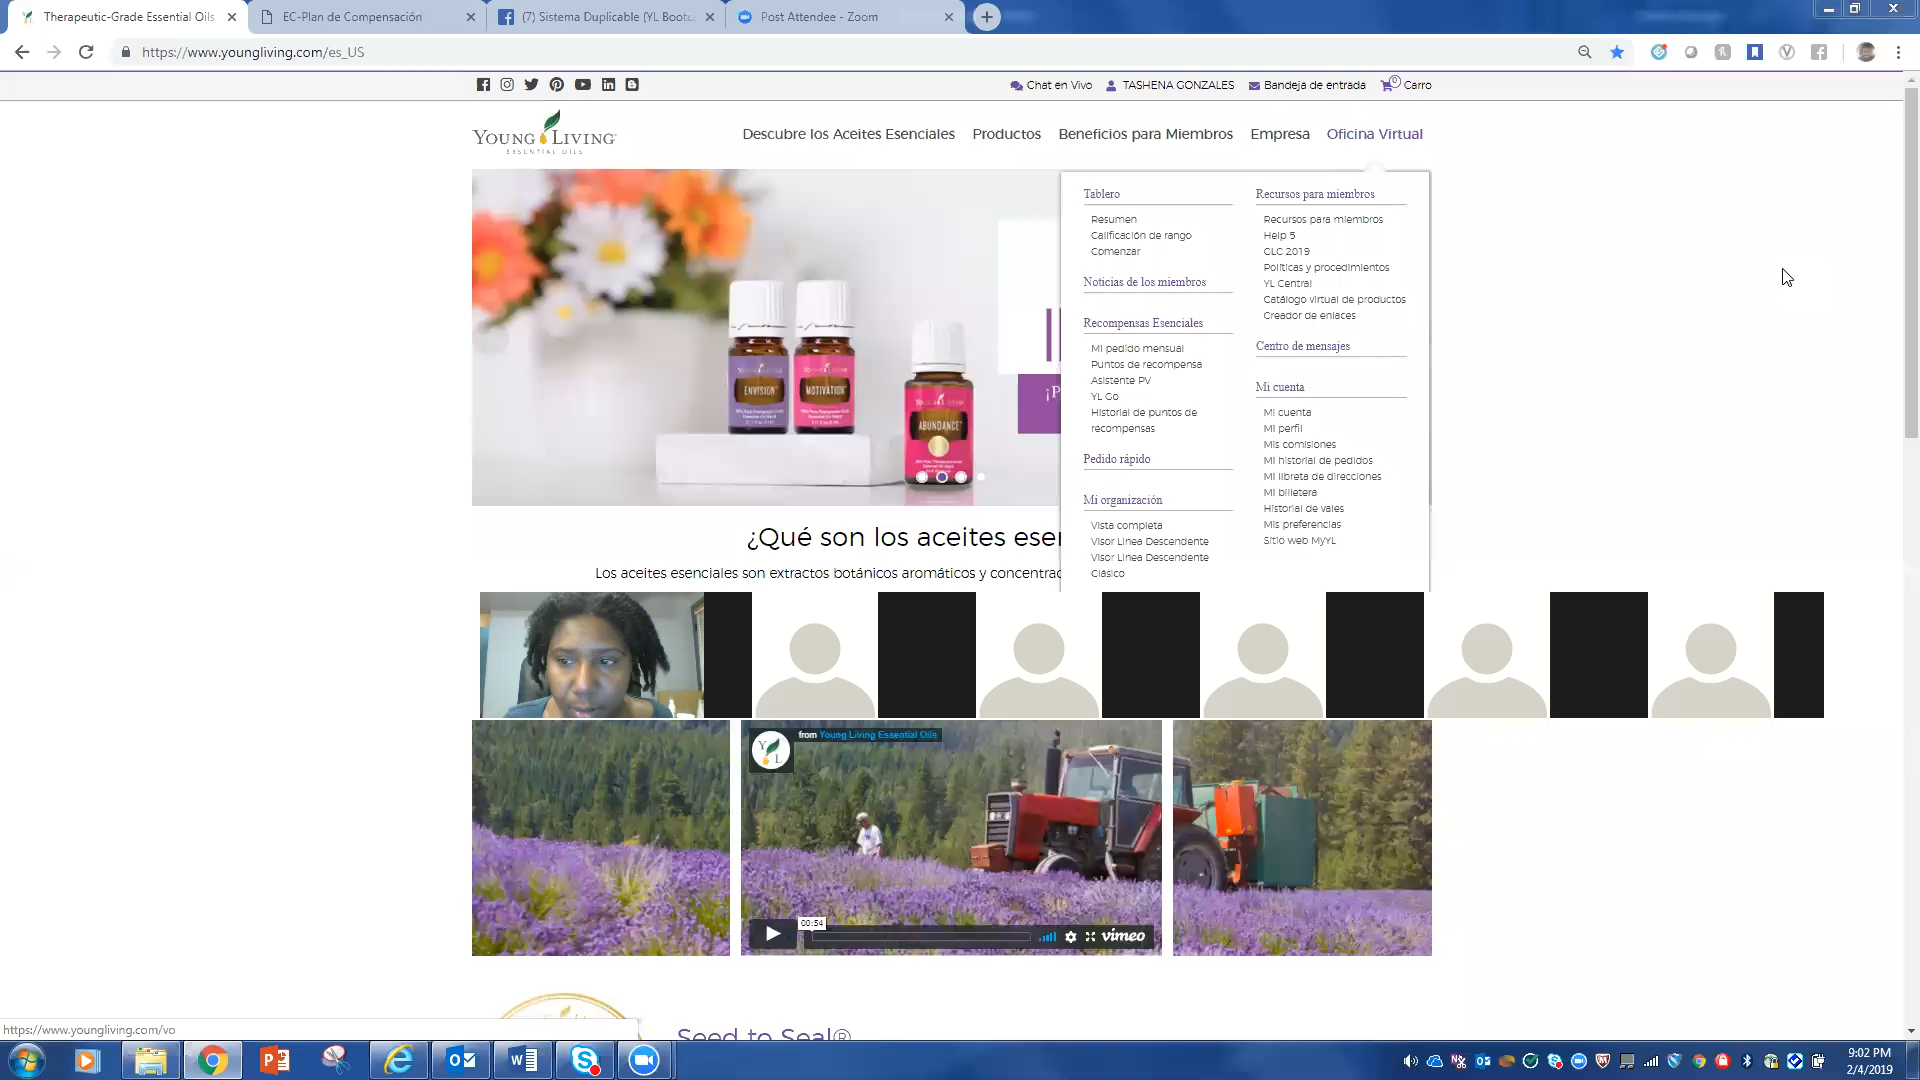 Therapeutic-Grade Essential Oils
EC-Plan de Compensación
(7) Sistema Duplicable (YL Bootc
Post Attendee - Zoom
https://www.youngliving.com/es_US
Chat en Vivo
TASHENA GONZALES
Bandeja de entrada
0
Carro
YOUNG LIVING
ESSENTIAL OILS
Descubre los Aceites Esenciales
Productos
Beneficios para Miembros
Empresa
Oficina Virtual
Tablero
Resumen
Calificación de rango
Comenzar
Noticias de los miembros
Recompensas Esenciales
Mi pedido mensual
Puntos de recompensa
Asistente PV
YL Go
Historial de puntos de
recompensas
Pedido rápido
Mi organización
Vista completa
Visor Linea Descendente
Visor Linea Descendente
Clásico
Recursos para miembros
Recursos para miembros
Help 5
GLC 2019
Políticas y procedimientos
YL Central
Catálogo virtual de productos
Creador de enlaces
Centro de mensajes
Mi cuenta
Mi cuenta
Mi perfil
Mis comisiones
Mi historial de pedidos
Mi libreta de direcciones
Mi billetera
Historial de vales
Mis preferencias
Sitio web MyYL
ENVISION
MOTIVATION
ABUNDANCE
¡P
¿Qué son los aceites esen
Los aceites esenciales son extractos botánicos aromáticos y concentrad
Y L
from Young Living Essential Oils
00:54
vimeo
Seed to Seal®
https://www.youngliving.com/vo
9:02 PM
2/4/2019